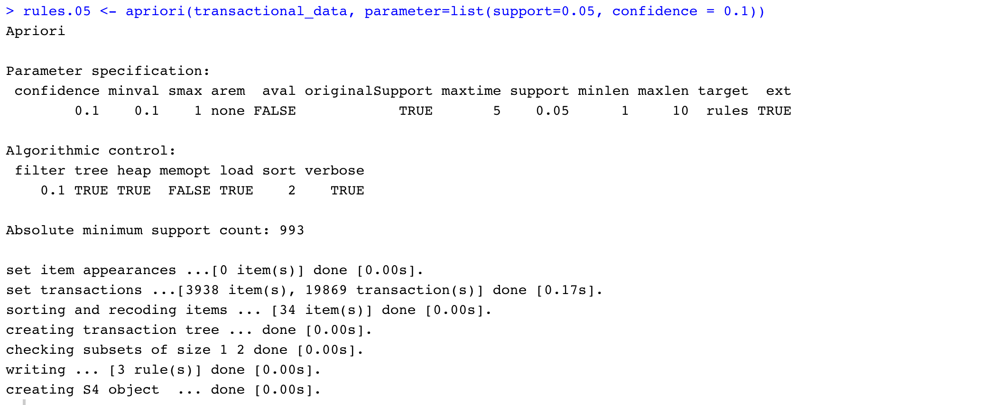 > rules.05 <- apriori(transactional_data, parameter=list(support=0.05, confidence = 0.1))
Apriori

Parameter specification:
 confidence minval smax arem  aval originalSupport maxtime support minlen maxlen target  ext
        0.1    0.1    1 none FALSE            TRUE       5    0.05      1     10  rules TRUE

Algorithmic control:
 filter tree heap memopt load sort verbose
    0.1 TRUE TRUE  FALSE TRUE    2    TRUE

Absolute minimum support count: 993

set item appearances ...[0 item(s)] done [0.00s].
set transactions ...[3938 item(s), 19869 transaction(s)] done [0.17s].
sorting and recoding items ... [34 item(s)] done [0.00s].
creating transaction tree ... done [0.00s].
checking subsets of size 1 2 done [0.00s].
writing ... [3 rule(s)] done [0.00s].
creating S4 object  ... done [0.00s].